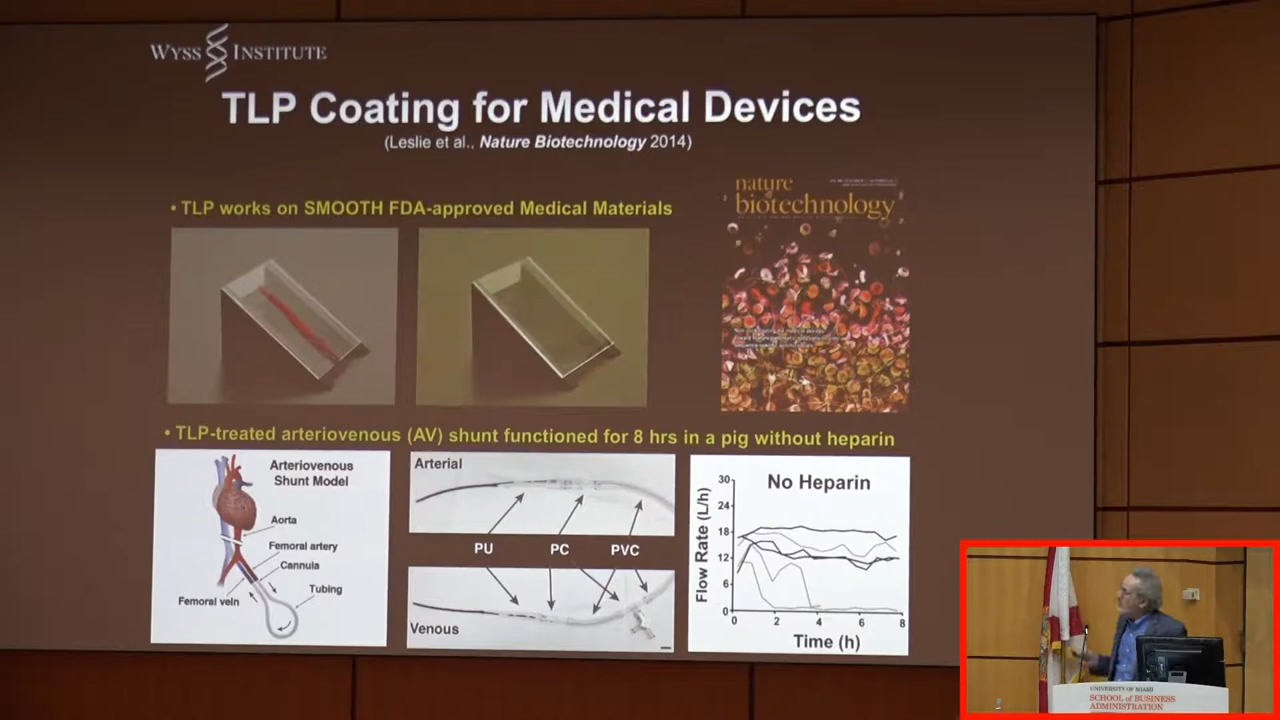 WYSS INSTITUTE
TLP Coating for Medical Devices
(Leslie et al., Nature Biotechnology 2014)
• TLP works on SMOOTH FDA-approved Medical Materials
nature
biotechnology
• TLP-treated arteriovenous (AV) shunt functioned for 8 hrs in a pig without heparin
Arteriovenous
Shunt Model
Aorta
Femoral artery
Cannula
Tubing
Femoral vein
Arterial
PU
PC
PVC
Venous
No Heparin
Flow Rate (L/h)
30
24
18
12
6
0
0
2
4
6
8
Time (h)
UNIVERSITY OF MIAMI
SCHOOL of BUSINESS
ADMINISTRATION